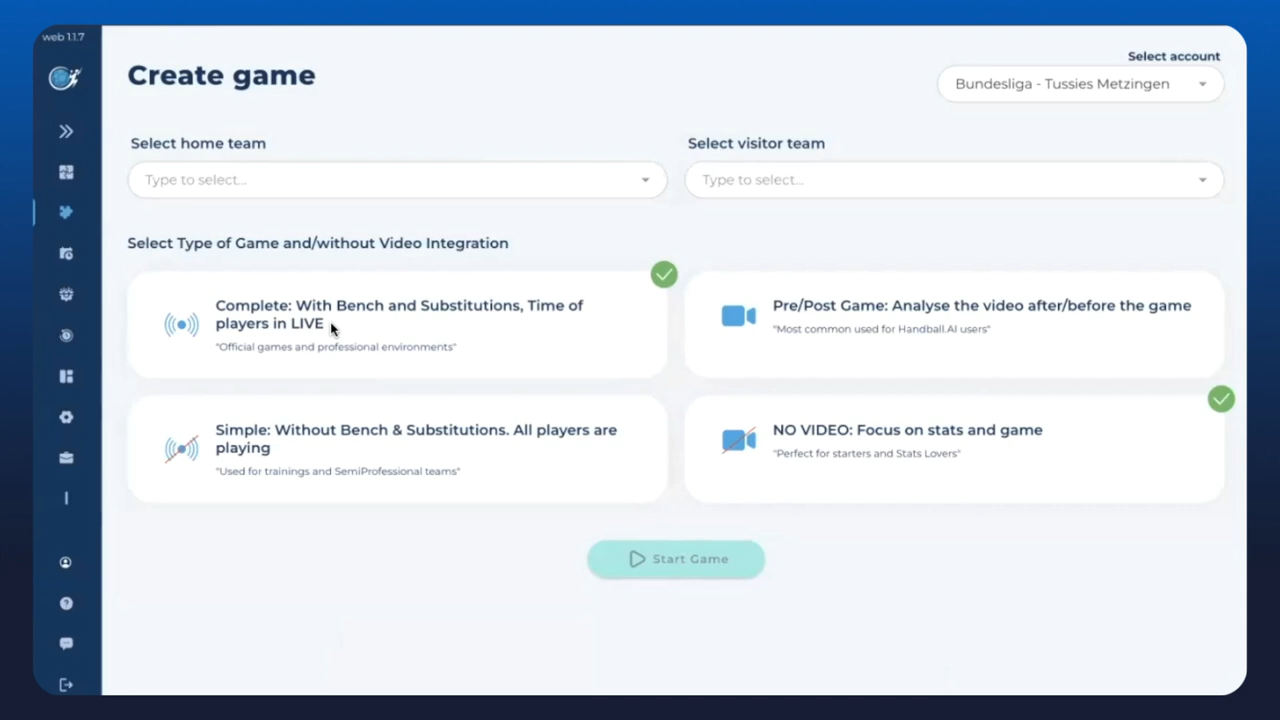 web 1.1.7
Create game
Select account
Bundesliga - Tussies Metzingen
Select home team
Select visitor team
Type to select...
Type to select...
Select Type of Game and/without Video Integration
Complete: With Bench and Substitutions, Time of
players in LIVE
"Official games and professional environments"
Pre/Post Game: Analyse the video after/before the game
"Most common used for Handball.AI users"
Simple: Without Bench & Substitutions. All players are
playing
"Used for trainings and SemiProfessional teams"
NO VIDEO: Focus on stats and game
"Perfect for starters and Stats Lovers"
Start Game